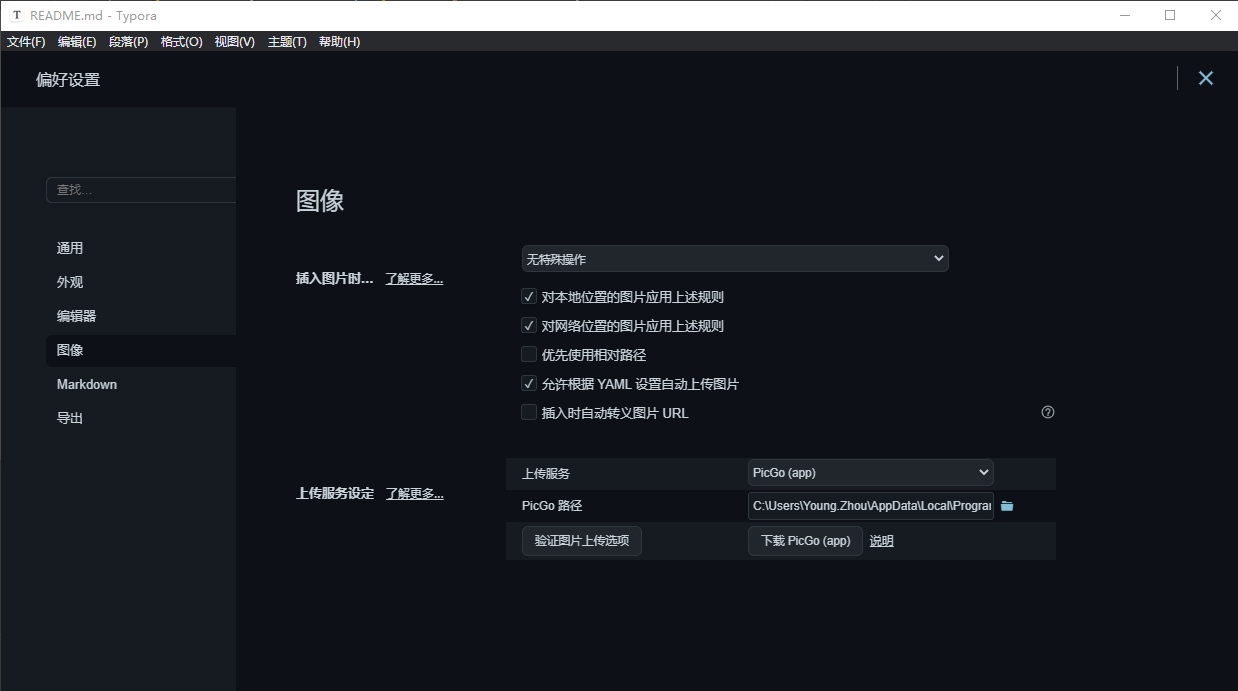 README.md - Typora
文件(F) 编辑(E) 段落(P) 格式(O) 视图(V) 主题(T) 帮助(H)
偏好设置
查找...
通用
外观
编辑器
图像
Markdown
导出
图像
插入图片时... 了解更多...
无特殊操作
对本地位置的图片应用上述规则
对网络位置的图片应用上述规则
优先使用相对路径
允许根据 YAML 设置自动上传图片
插入时自动转义图片 URL
上传服务设定 了解更多...
上传服务 PicGo (app)
PicGo 路径 C:\Users\Young.Zhou\AppData\Local\Program
验证图片上传选项 下载 PicGo (app) 说明